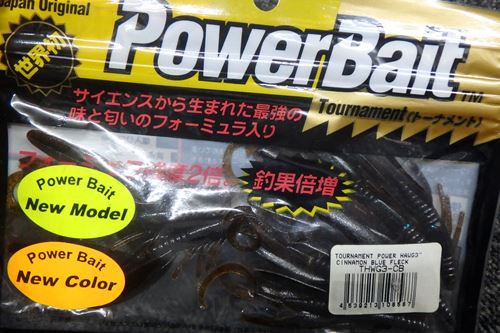 Japan Original
世界初
PowerBait
TM
Tournament(トーナメント)
サイエンスから生まれた最強の
味と匂いのフォーミュラ入り
2倍
釣果倍増
Power Bait
New Model
Power Bait
New Color
TOURNAMENT POWER HAWG3"
CINNAMON BLUE FLECK
THWG3-CB